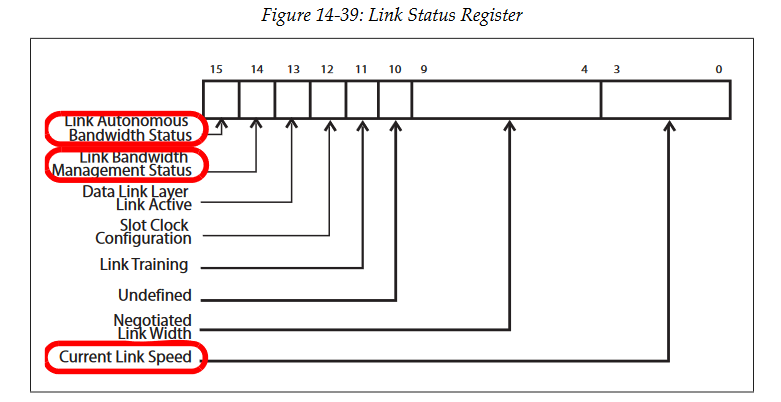 Figure 14-39: Link Status Register
15 14 13 12 11 10 9 4 3 0
Link Autonomous
Bandwidth Status
Link Bandwidth
Management Status
Data Link Layer
Link Active
Slot Clock
Configuration
Link Training
Undefined
Negotiated
Link Width
Current Link Speed